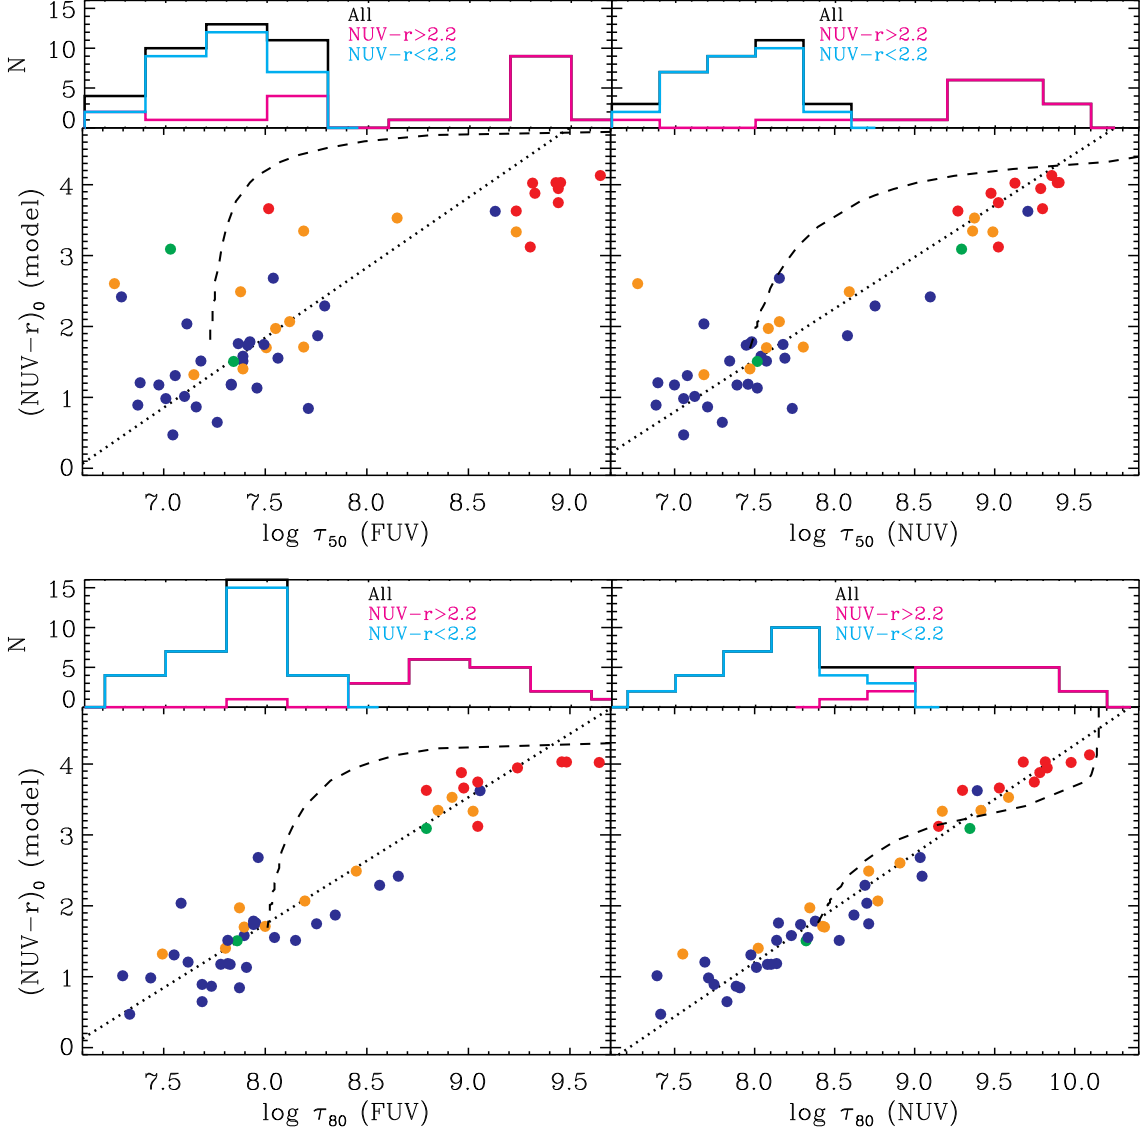 15
10
5
0
N
All
NUV−r>2.2
NUV−r<2.2
All
NUV−r>2.2
NUV−r<2.2
4
3
2
1
0
(NUV−r)₀ (model)
7.0 7.5 8.0 8.5 9.0
7.0 7.5 8.0 8.5 9.0 9.5
log τ₅₀ (FUV)
log τ₅₀ (NUV)
15
10
5
0
N
All
NUV−r>2.2
NUV−r<2.2
All
NUV−r>2.2
NUV−r<2.2
4
3
2
1
0
(NUV−r)₀ (model)
7.5 8.0 8.5 9.0 9.5
7.5 8.0 8.5 9.0 9.5 10.0
log τ₈₀ (FUV)
log τ₈₀ (NUV)